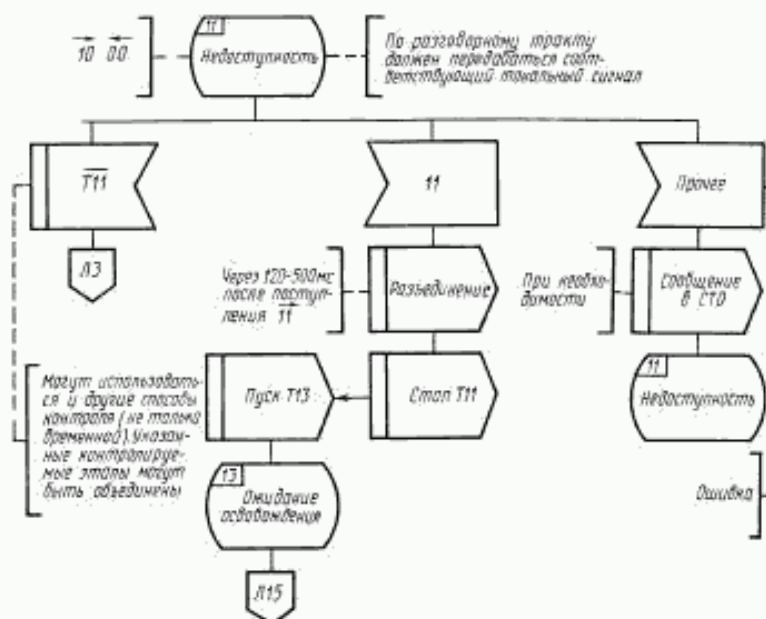 11
10 00
Недоступность
По разговорному тракту
должен передаваться соот-
ветствующий тональный сигнал
T11
11
Прочее
Л3
Через 120-500мс
после поступ-
ления 11
Разъединение
При необхо-
димости
Сообщение
в СТО
Могут использовать-
ся и другие способы
контроля (не только
временной). Указан-
ные контролируе-
мые этапы могут
быть объединены
Пуск T13
Стоп T11
11
Недоступность
13
Ожидание
освобождения
Ошибка
Л15